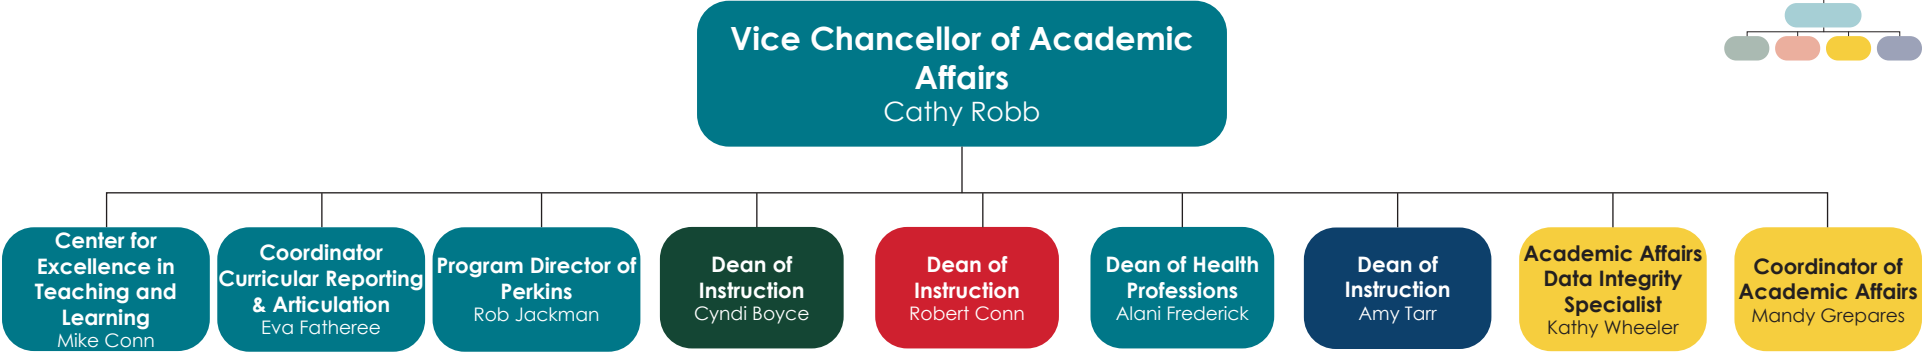 Vice Chancellor of Academic
Affairs
Cathy Robb
Center for
Excellence in
Teaching and
Learning
Mike Conn
Coordinator
Curricular Reporting
& Articulation
Eva Fatheree
Program Director of
Perkins
Rob Jackman
Dean of
Instruction
Cyndi Boyce
Dean of
Instruction
Robert Conn
Dean of Health
Professions
Alani Frederick
Dean of
Instruction
Amy Tarr
Academic Affairs
Data Integrity
Specialist
Kathy Wheeler
Coordinator of
Academic Affairs
Mandy Grepares